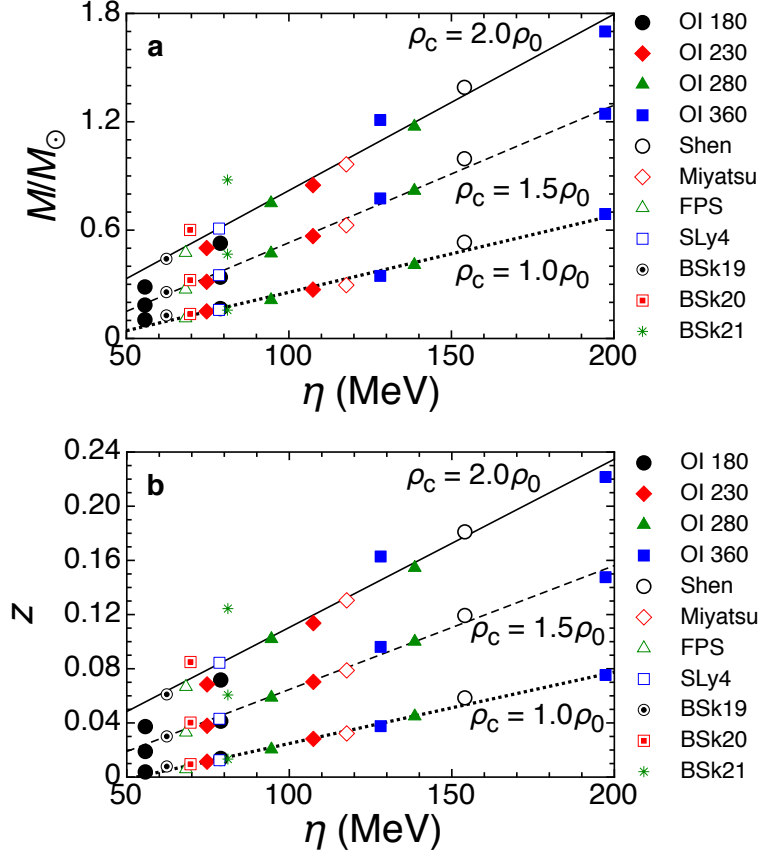 1.8
a
ρc = 2.0ρ0
1.2
M/M⊙
ρc = 1.5ρ0
0.6
ρc = 1.0ρ0
0
50 100 150 200
η (MeV)
OI 180
OI 230
OI 280
OI 360
Shen
Miyatsu
FPS
SLy4
BSk19
BSk20
BSk21
0.24
b
ρc = 2.0ρ0
0.20
0.16
z
0.12
ρc = 1.5ρ0
0.08
0.04
ρc = 1.0ρ0
0
50 100 150 200
η (MeV)
OI 180
OI 230
OI 280
OI 360
Shen
Miyatsu
FPS
SLy4
BSk19
BSk20
BSk21